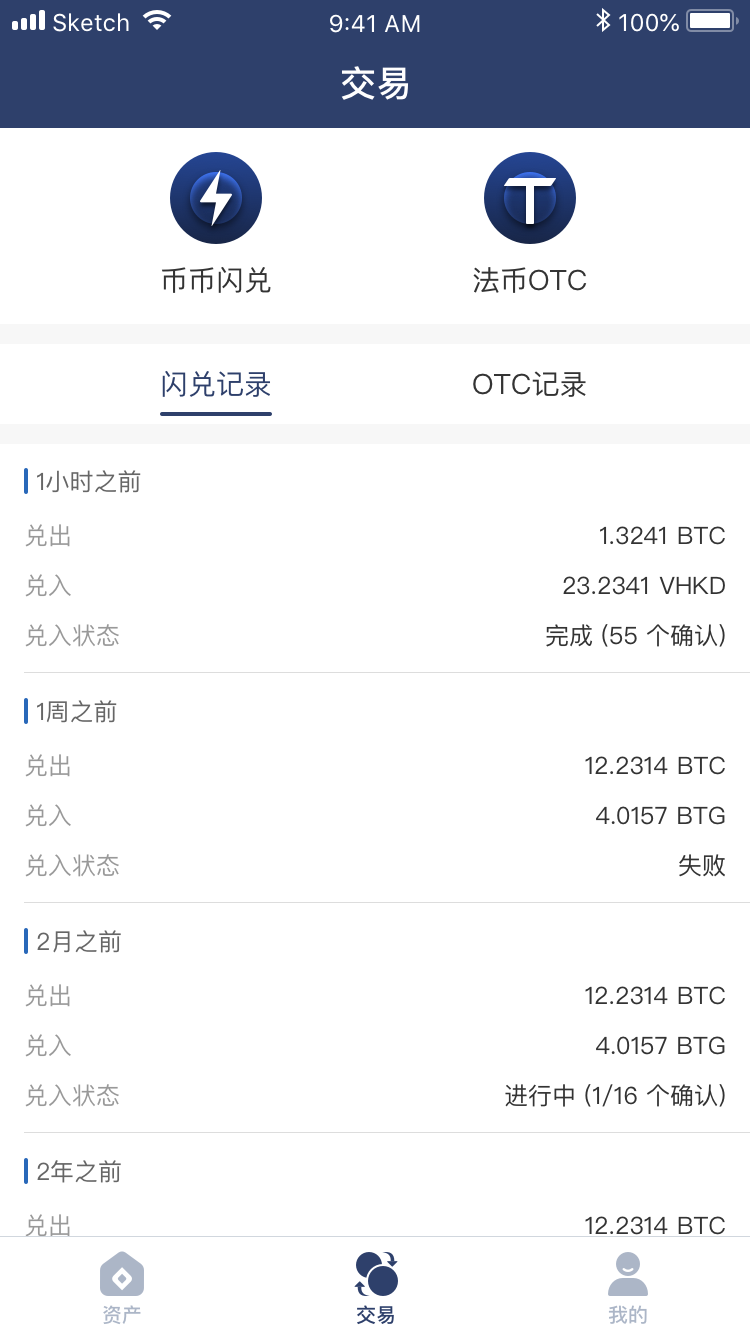 Sketch 9:41 AM 100%
交易
币币闪兑 法币OTC
闪兑记录 OTC记录
1小时之前
兑出 1.3241 BTC
兑入 23.2341 VHKD
兑入状态 完成 (55 个确认)
1周之前
兑出 12.2314 BTC
兑入 4.0157 BTG
兑入状态 失败
2月之前
兑出 12.2314 BTC
兑入 4.0157 BTG
兑入状态 进行中 (1/16 个确认)
2年之前
兑出 12.2314 BTC
资产 交易 我的